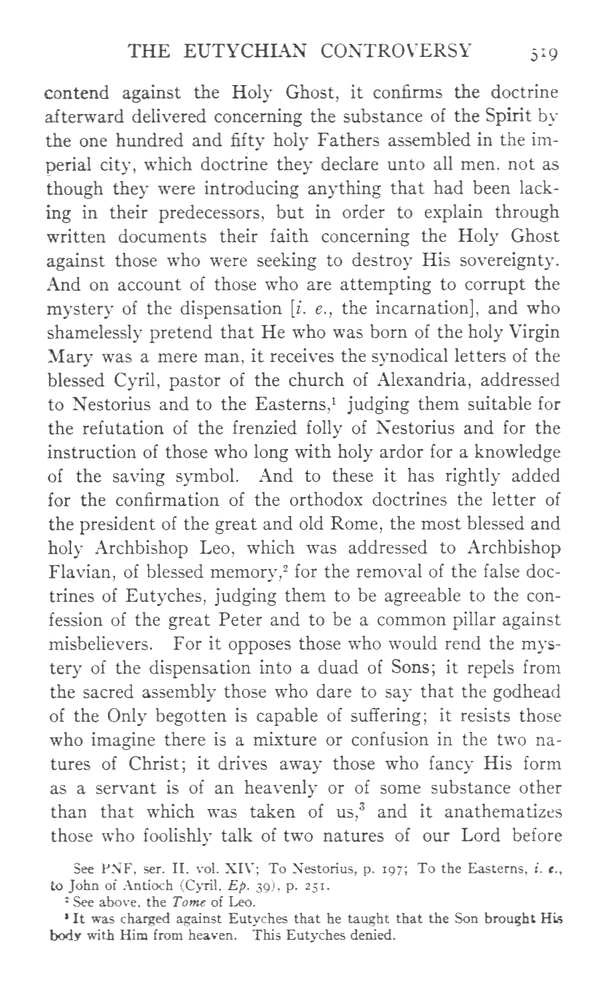 THE EUTYCHIAN CONTROVERSY 519
contend against the Holy Ghost, it confirms the doctrine
afterward delivered concerning the substance of the Spirit by
the one hundred and fifty holy Fathers assembled in the im-
perial city, which doctrine they declare unto all men, not as
though they were introducing anything that had been lack-
ing in their predecessors, but in order to explain through
written documents their faith concerning the Holy Ghost
against those who were seeking to destroy His sovereignty.
And on account of those who are attempting to corrupt the
mystery of the dispensation [i. e., the incarnation], and who
shamelessly pretend that He who was born of the holy Virgin
Mary was a mere man, it receives the synodical letters of the
blessed Cyril, pastor of the church of Alexandria, addressed
to Nestorius and to the Easterns,¹ judging them suitable for
the refutation of the frenzied folly of Nestorius and for the
instruction of those who long with holy ardor for a knowledge
of the saving symbol. And to these it has rightly added
for the confirmation of the orthodox doctrines the letter of
the president of the great and old Rome, the most blessed and
holy Archbishop Leo, which was addressed to Archbishop
Flavian, of blessed memory,² for the removal of the false doc-
trines of Eutyches, judging them to be agreeable to the con-
fession of the great Peter and to be a common pillar against
misbelievers. For it opposes those who would rend the mys-
tery of the dispensation into a duad of Sons; it repels from
the sacred assembly those who dare to say that the godhead
of the Only begotten is capable of suffering; it resists those
who imagine there is a mixture or confusion in the two na-
tures of Christ; it drives away those who fancy His form
as a servant is of an heavenly or of some substance other
than that which was taken of us,³ and it anathematizes
those who foolishly talk of two natures of our Lord before
See PNF, ser. II, vol. XIV; To Nestorius, p. 197; To the Easterns, i. e.,
to John of Antioch (Cyril, Ep. 39), p. 251.
² See above, the Tome of Leo.
³ It was charged against Eutyches that he taught that the Son brought His
body with Him from heaven. This Eutyches denied.